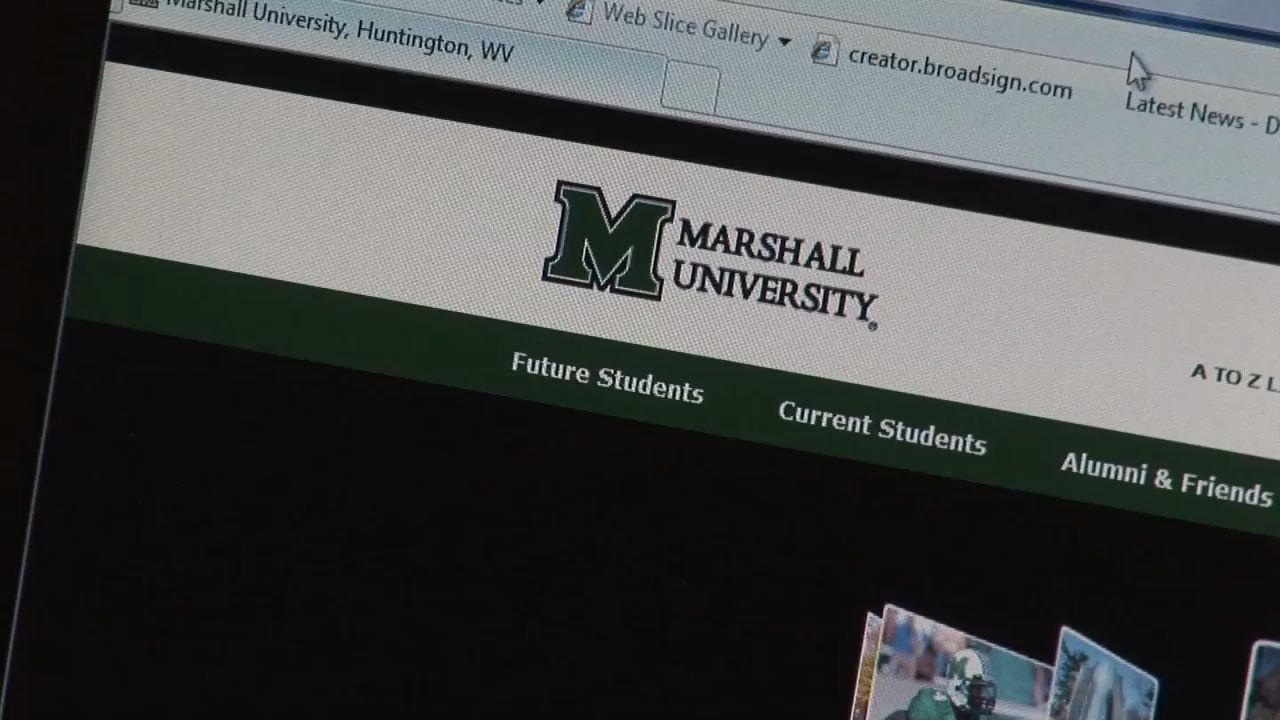 Web Slice Gallery
creator.broadsign.com
Latest News - D
Marshall University, Huntington, WV
MARSHALL
UNIVERSITY®
A TO Z L
Future Students
Current Students
Alumni & Friends